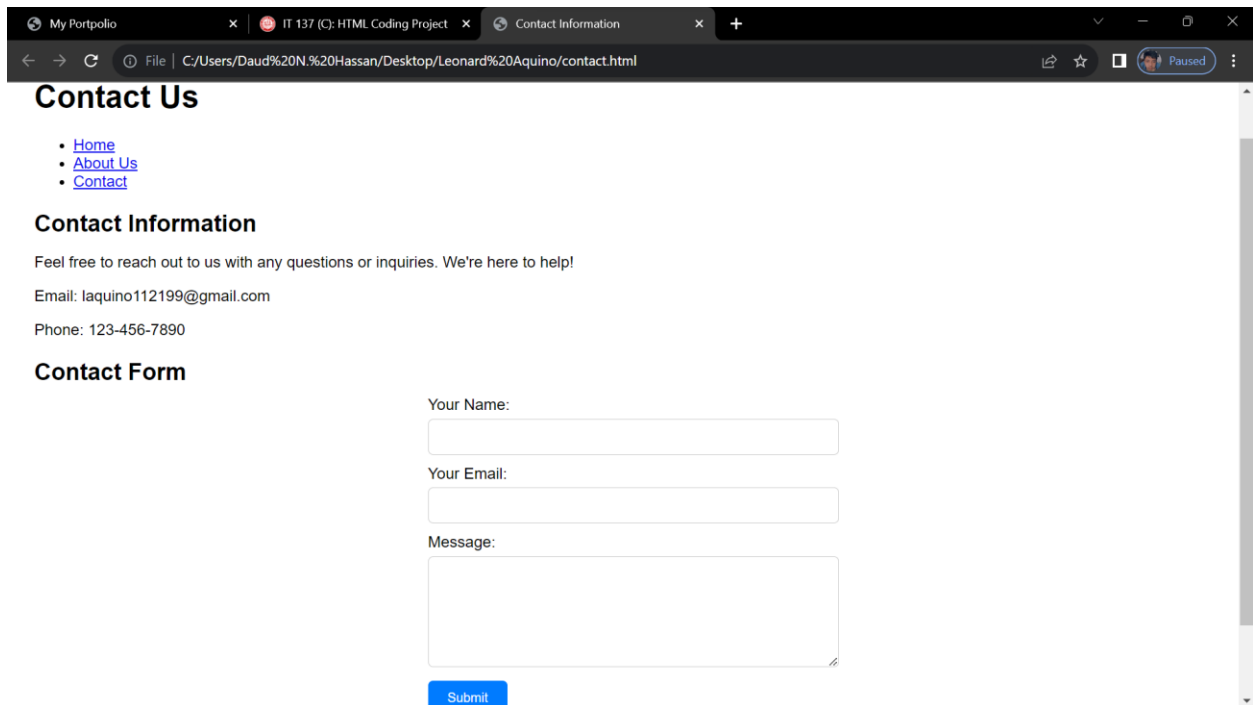 My Portpolio
IT 137 (C): HTML Coding Project
Contact Information
File | C:/Users/Daud%20N.%20Hassan/Desktop/Leonard%20Aquino/contact.html
Paused
Contact Us
Home
About Us
Contact
Contact Information
Feel free to reach out to us with any questions or inquiries. We're here to help!
Email: laquino112199@gmail.com
Phone: 123-456-7890
Contact Form
Your Name:
Your Email:
Message:
Submit